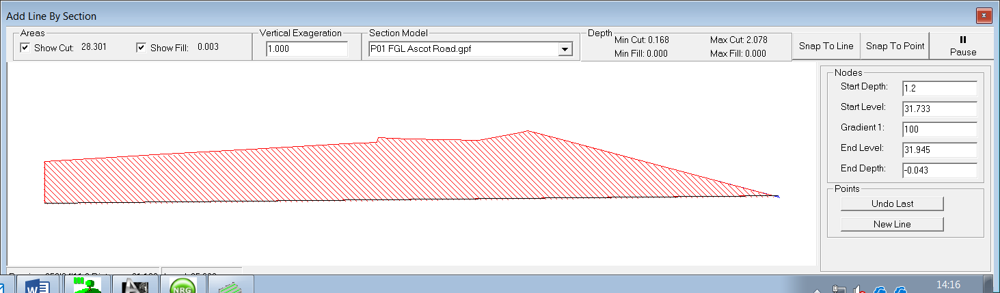 Add Line By Section
Areas
Show Cut: 28.301 Show Fill: 0.003
Vertical Exageration
1.000
Section Model
P01 FGL Ascot Road.gpf
Depth
Min Cut: 0.168 Max Cut: 2.078
Min Fill: 0.000 Max Fill: 0.000
Snap To Line
Snap To Point
Pause
Nodes
Start Depth: 1.2
Start Level: 31.733
Gradient 1: 100
End Level: 31.945
End Depth: -0.043
Points
Undo Last
New Line
NRG
14:16